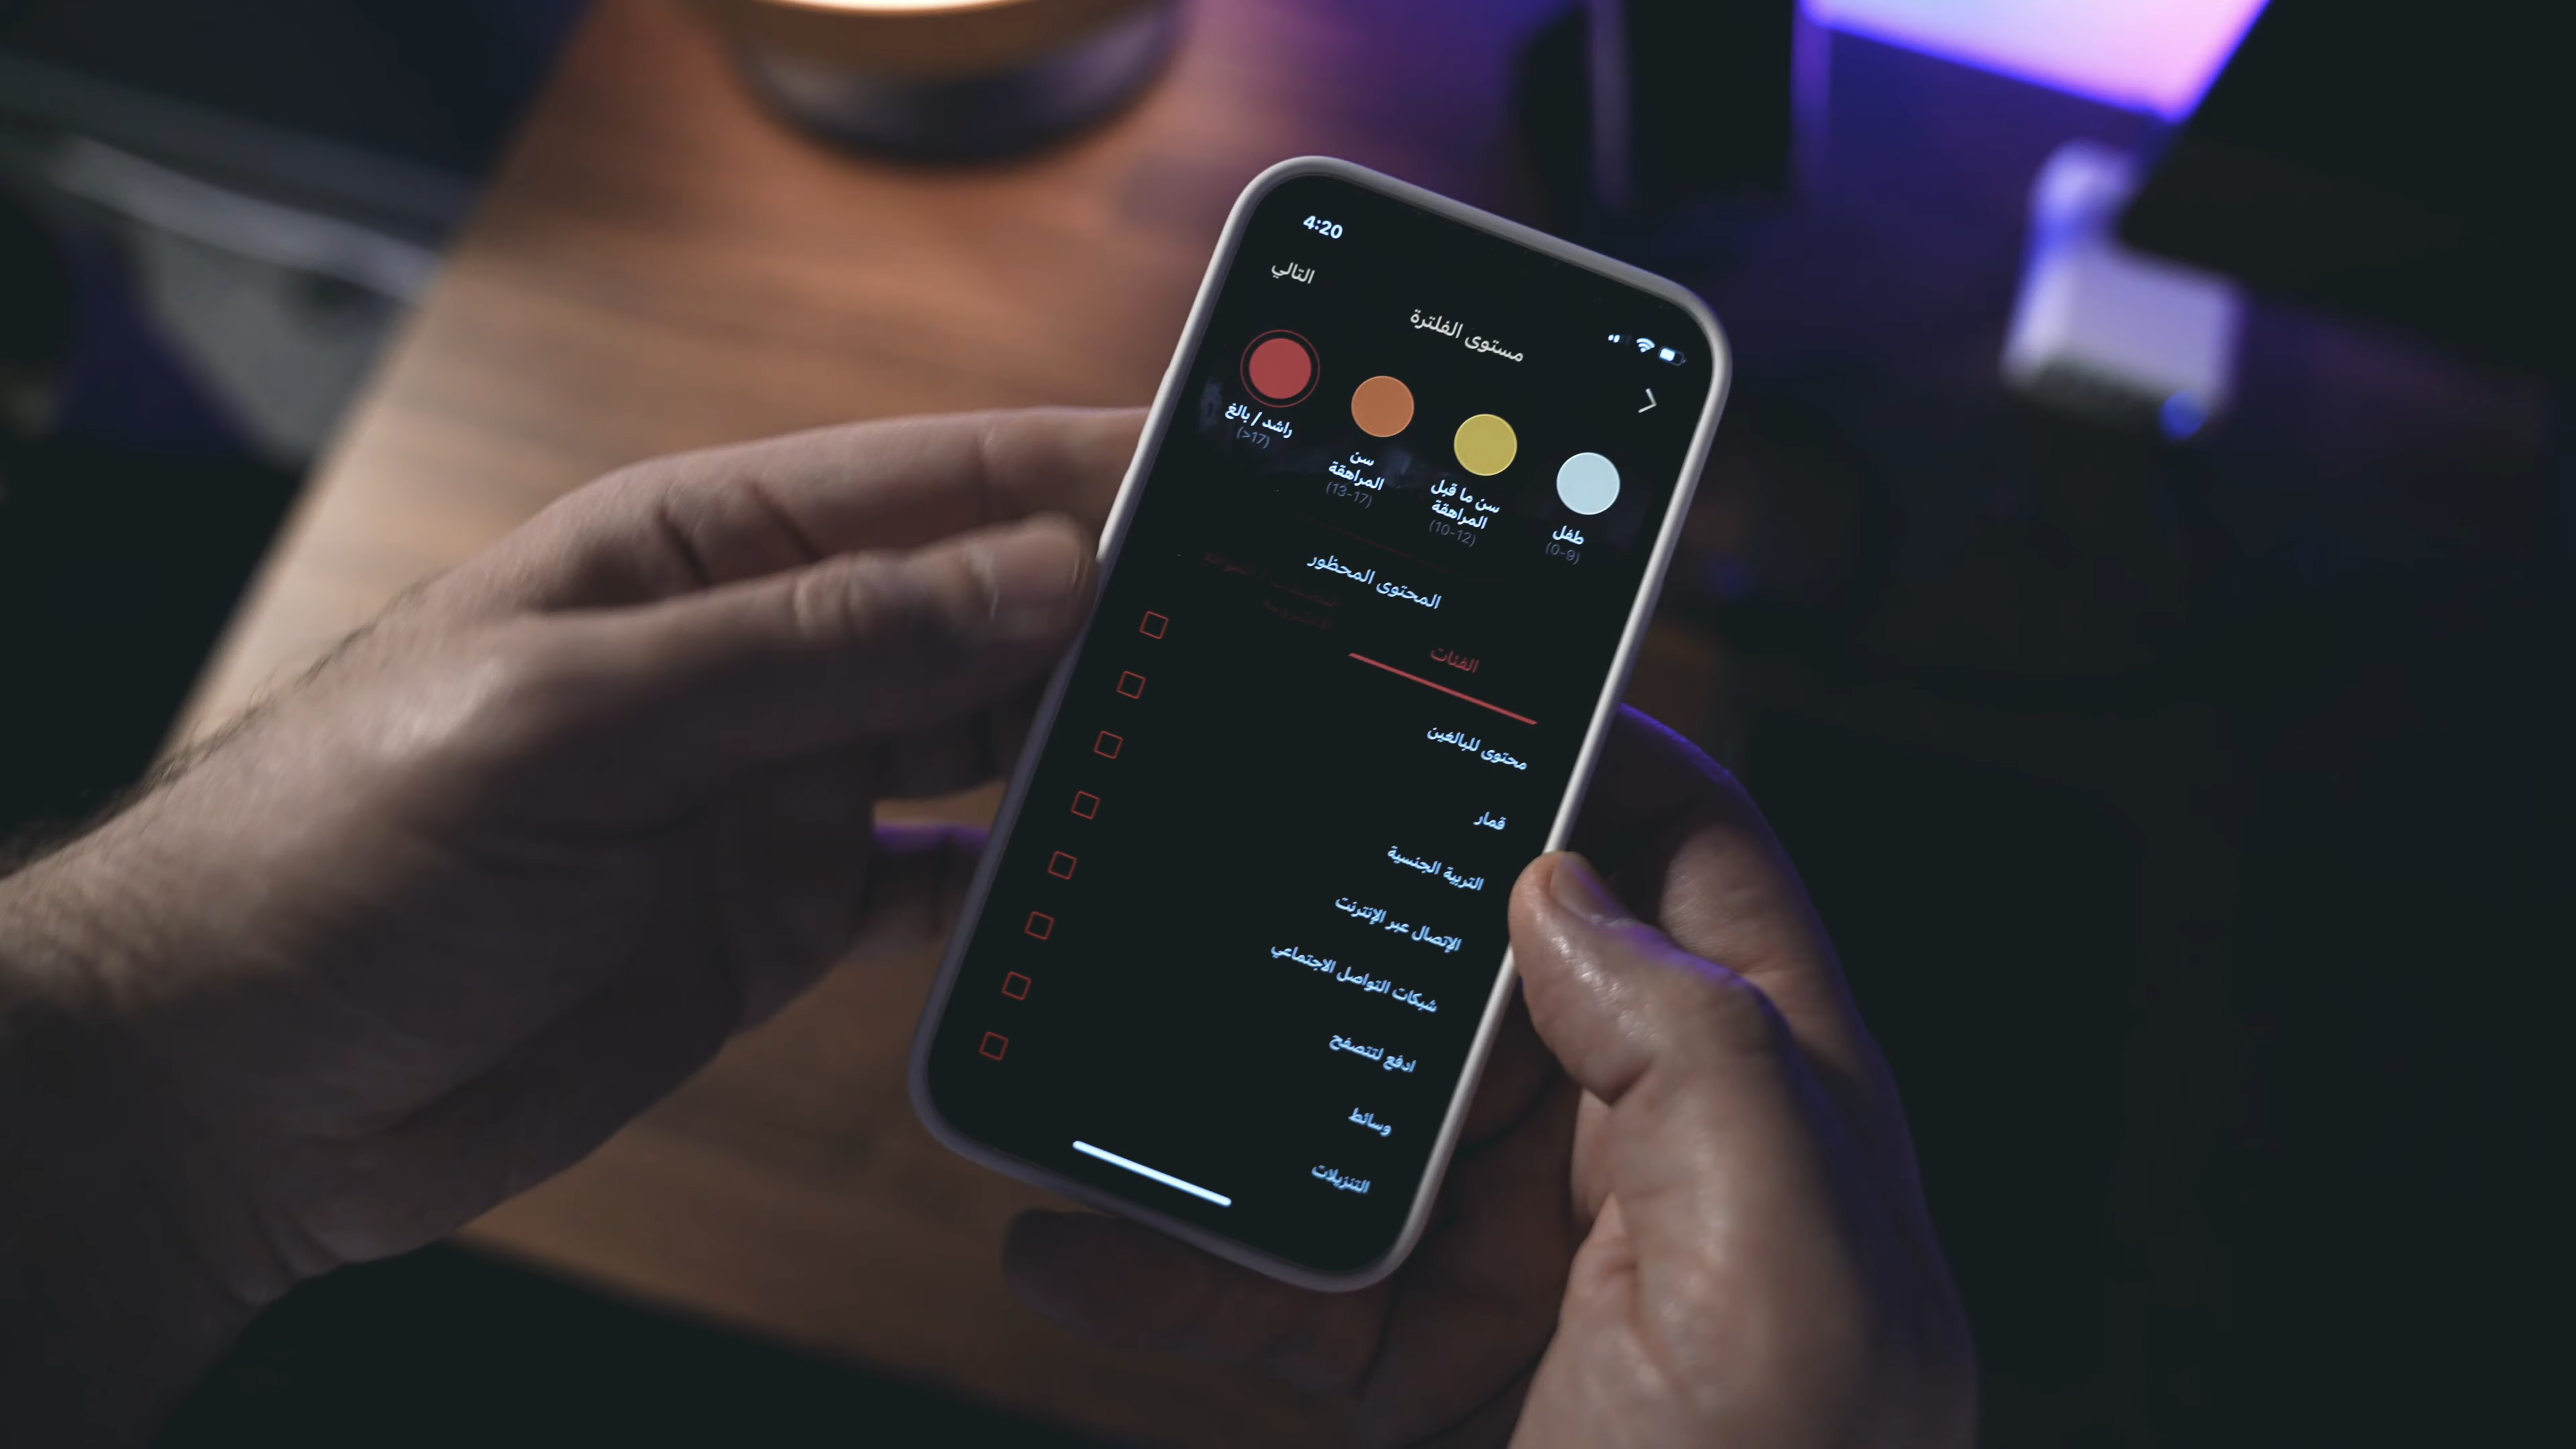 4:20
التالي
مستوى الفلترة
طفل
(0-9)
سن ما قبل
المراهقة
(10-12)
سن
المراهقة
(13-17)
راشد / بالغ
(>17)
المحتوى المحظور
الفئات
محتوى للبالغين
قمار
التربية الجنسية
الإتصال عبر الإنترنت
شبكات التواصل الاجتماعي
ادفع لتتصفح
وسائط
التنزيلات